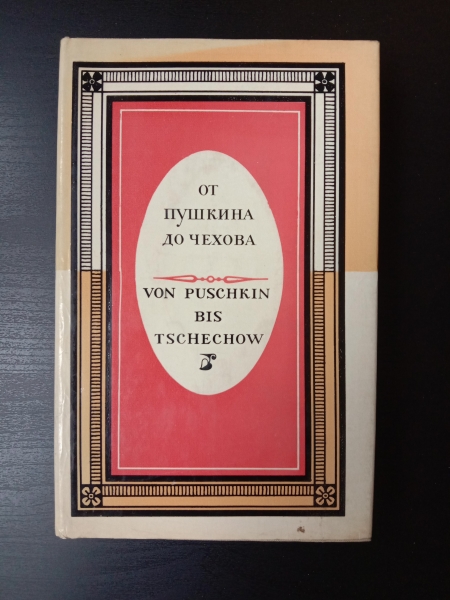 ОТ
ПУШКИНА
ДО ЧЕХОВА
VON PUSCHKIN
BIS
TSCHECHOW